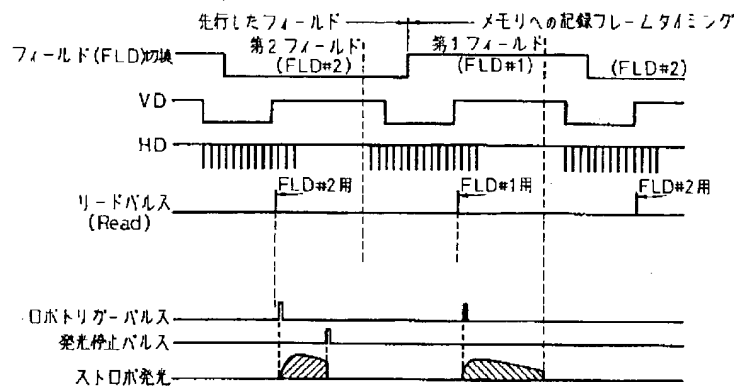 先行したフィールド
メモリへの記録フレームタイミング
フィールド(FLD)切換
第2フィールド
(FLD#2)
第1フィールド
(FLD#1)
(FLD#2)
VD
HD
リードパルス
(Read)
FLD#2用
FLD#1用
FLD#2用
ロボトリガーパルス
発光停止パルス
ストロボ発光